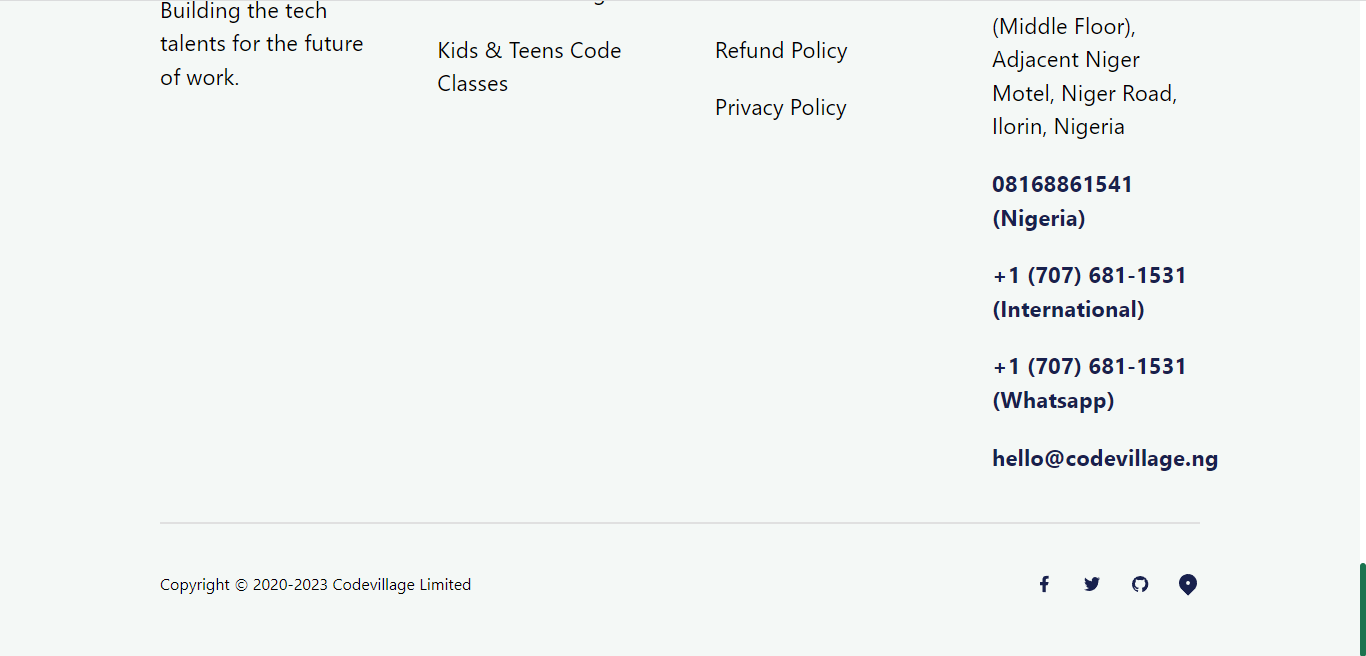 Building the tech
talents for the future
of work.
Kids & Teens Code
Classes
Refund Policy
Privacy Policy
(Middle Floor),
Adjacent Niger
Motel, Niger Road,
Ilorin, Nigeria
08168861541
(Nigeria)
+1 (707) 681-1531
(International)
+1 (707) 681-1531
(Whatsapp)
hello@codevillage.ng
Copyright © 2020-2023 Codevillage Limited